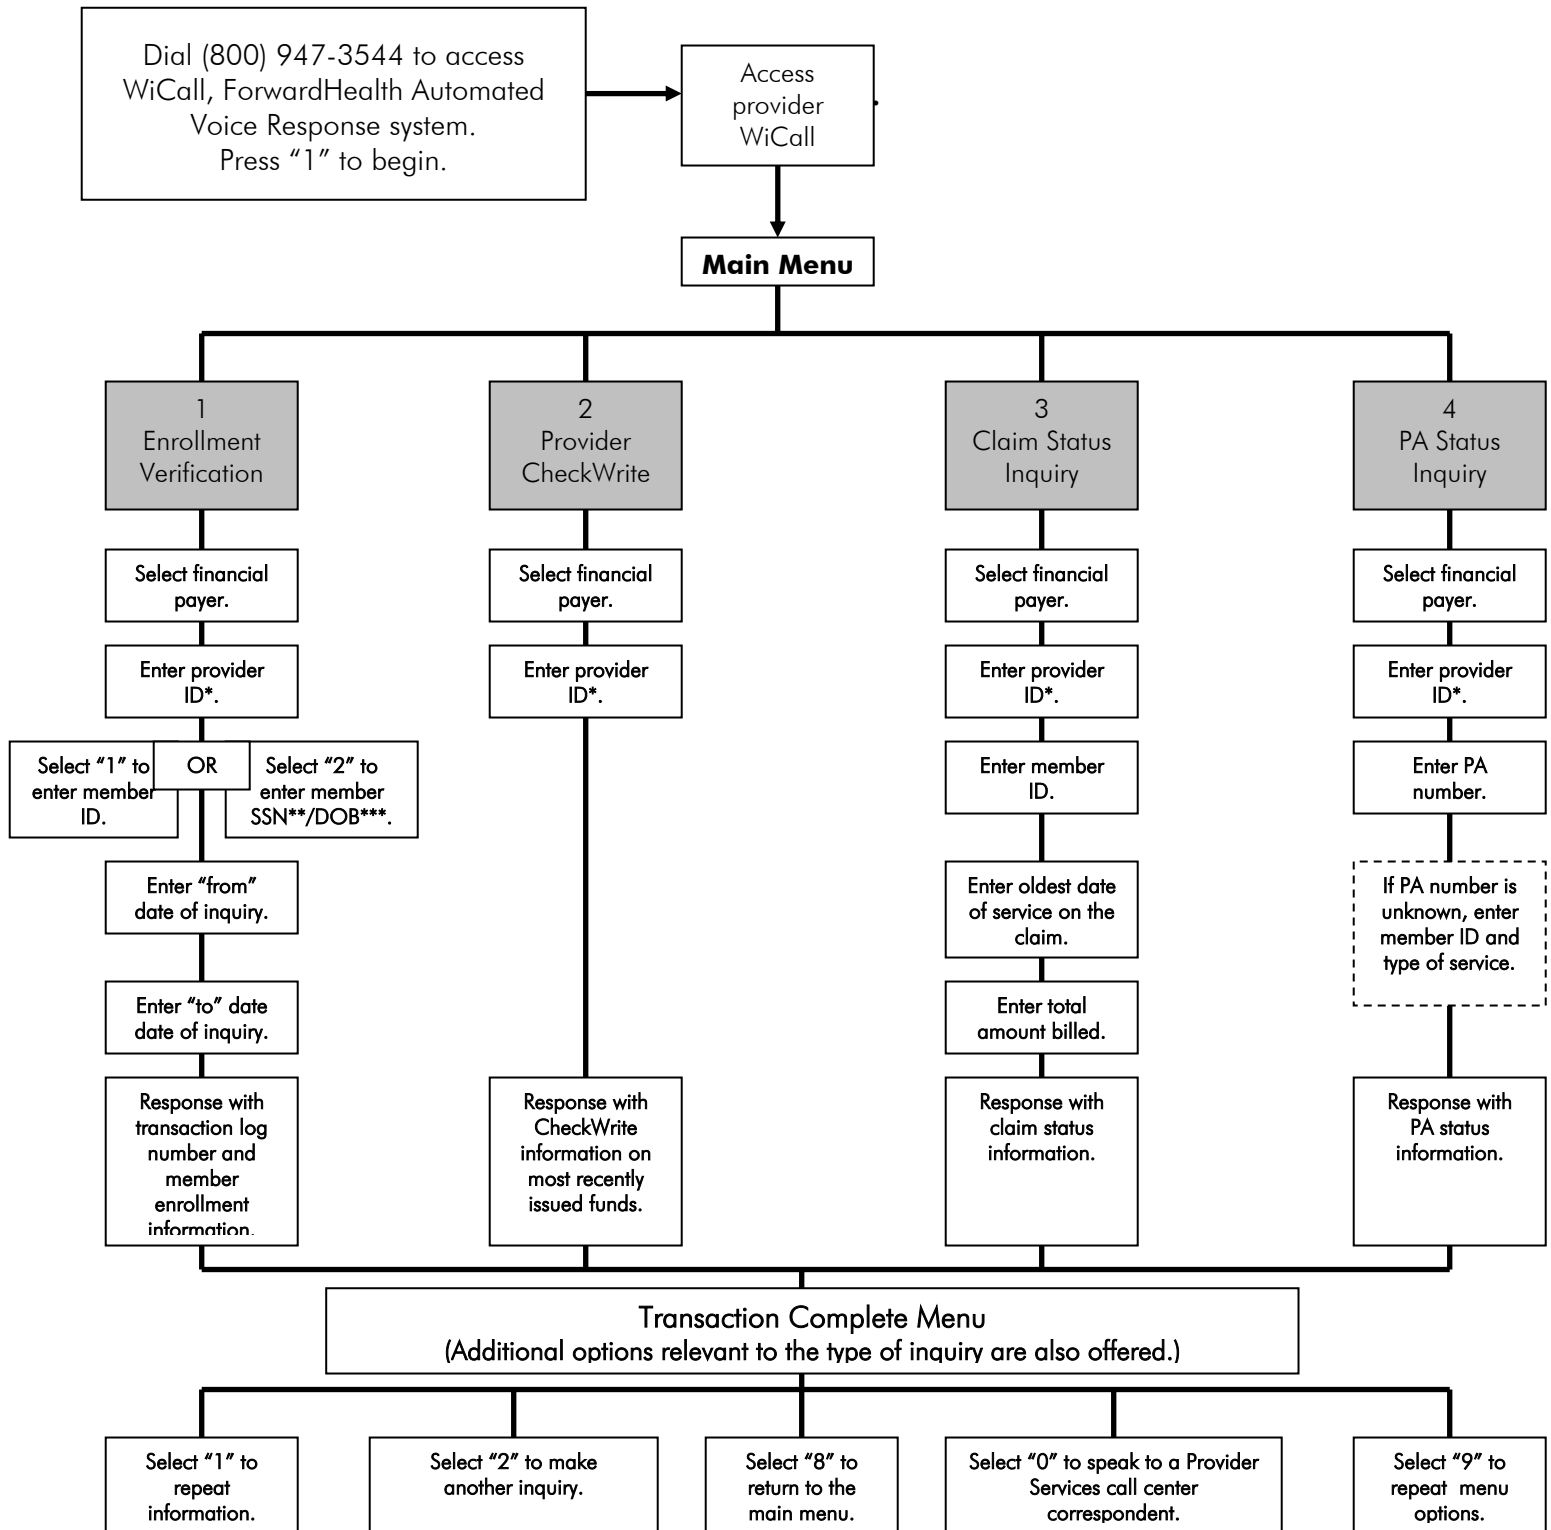 Dial (800) 947-3544 to access
WiCall, ForwardHealth Automated
Voice Response system.
Press “1” to begin.
Access
provider
WiCall
Main Menu
1
Enrollment
Verification
2
Provider
CheckWrite
3
Claim Status
Inquiry
4
PA Status
Inquiry
Select financial
payer.
Select financial
payer.
Select financial
payer.
Select financial
payer.
Enter provider
ID*.
Enter provider
ID*.
Enter provider
ID*.
Enter provider
ID*.
Select “1” to
enter member
ID.
OR
Select “2” to
enter member
SSN**/DOB***.
Enter member
ID.
Enter PA
number.
Enter “from”
date of inquiry.
Enter oldest date
of service on the
claim.
If PA number is
unknown, enter
member ID and
type of service.
Enter “to” date
date of inquiry.
Enter total
amount billed.
Response with
transaction log
number and
member
enrollment
information.
Response with
CheckWrite
information on
most recently
issued funds.
Response with
claim status
information.
Response with
PA status
information.
Transaction Complete Menu
(Additional options relevant to the type of inquiry are also offered.)
Select “1” to
repeat
information.
Select “2” to make
another inquiry.
Select “8” to
return to the
main menu.
Select “0” to speak to a Provider
Services call center
correspondent.
Select “9” to
repeat menu
options.